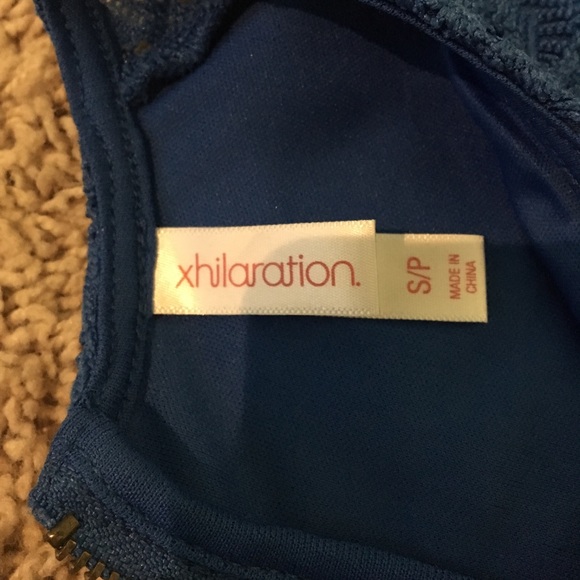 xhilaration.
S/P
MADE IN
CHINA